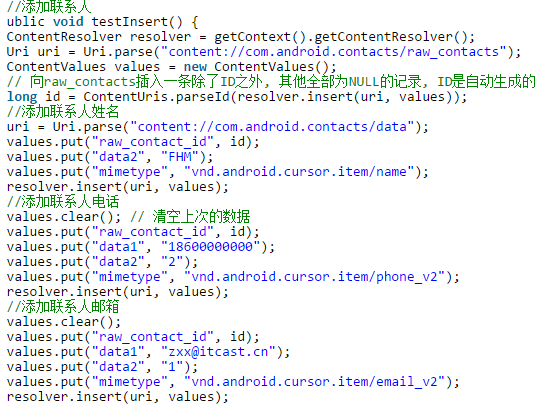 //添加联系人
ublic void testInsert() {
ContentResolver resolver = getContext().getContentResolver();
Uri uri = Uri.parse("content://com.android.contacts/raw_contacts");
ContentValues values = new ContentValues();
// 向raw_contacts插入一条除了ID之外, 其他全部为NULL的记录, ID是自动生成的
long id = ContentUris.parseId(resolver.insert(uri, values));
//添加联系人姓名
uri = Uri.parse("content://com.android.contacts/data");
values.put("raw_contact_id", id);
values.put("data2", "FHM");
values.put("mimetype", "vnd.android.cursor.item/name");
resolver.insert(uri, values);
//添加联系人电话
values.clear(); // 清空上次的数据
values.put("raw_contact_id", id);
values.put("data1", "18600000000");
values.put("data2", "2");
values.put("mimetype", "vnd.android.cursor.item/phone_v2");
resolver.insert(uri, values);
//添加联系人邮箱
values.clear();
values.put("raw_contact_id", id);
values.put("data1", "zxx@itcast.cn");
values.put("data2", "1");
values.put("mimetype", "vnd.android.cursor.item/email_v2");
resolver.insert(uri, values);